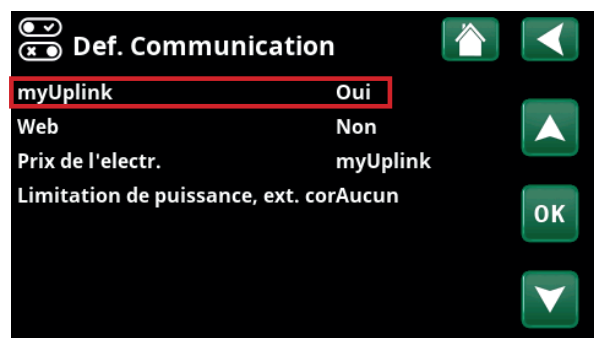 Def. Communication
myUplink Oui
Web Non
Prix de l'electr. myUplink
Limitation de puissance, ext. corAucun
OK